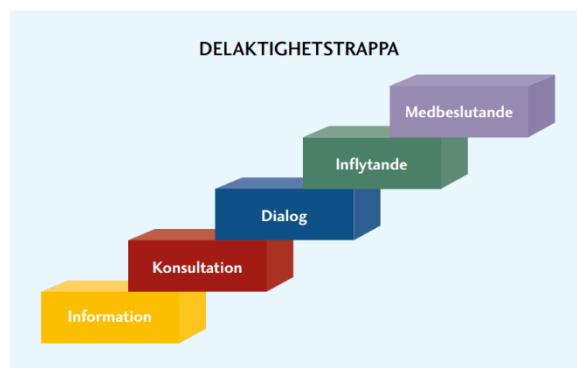 DELAKTIGHETSTRAPPA
Medbeslutande
Inflytande
Dialog
Konsultation
Information